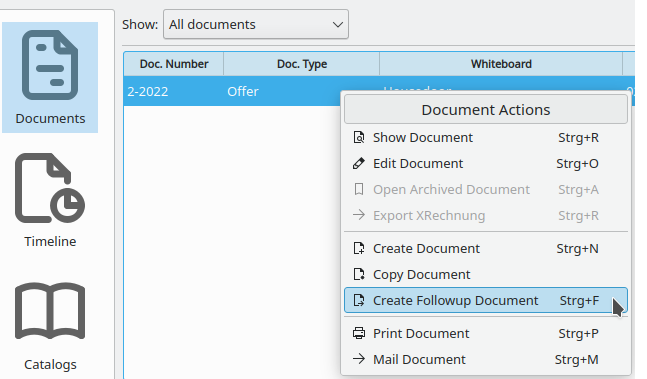 Show: All documents
Documents
Timeline
Catalogs
Doc. Number Doc. Type Whiteboard
2-2022 Offer
Document Actions
Show Document Strg+R
Edit Document Strg+O
Open Archived Document Strg+A
Export XRechnung Strg+R
Create Document Strg+N
Copy Document
Create Followup Document Strg+F
Print Document Strg+P
Mail Document Strg+M